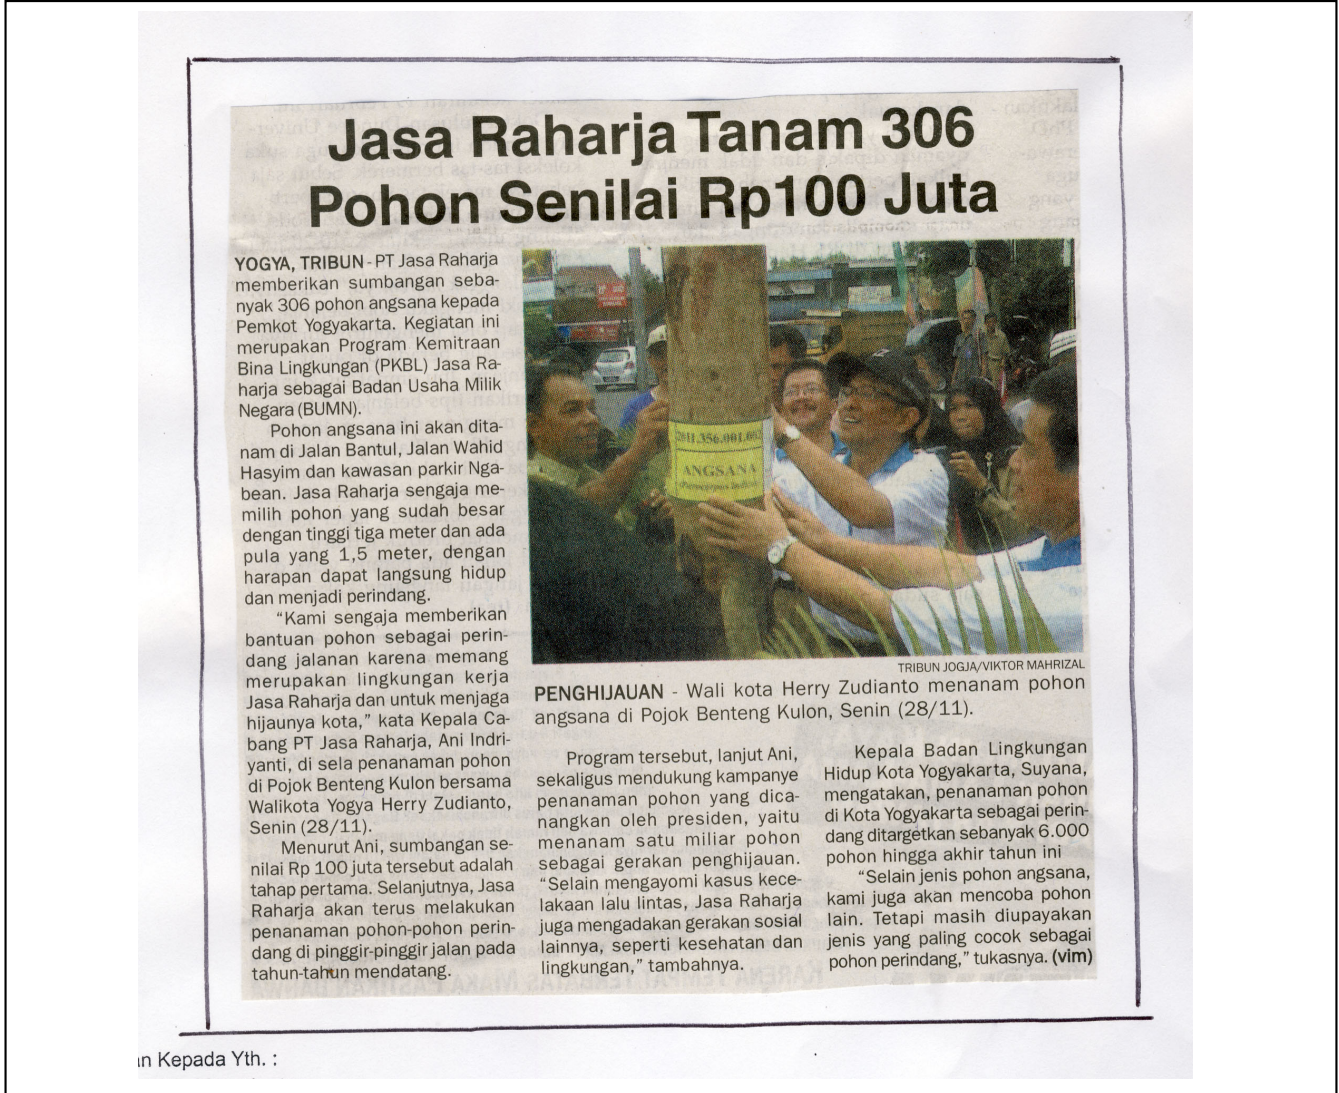 Jasa Raharja Tanam 306
Pohon Senilai Rp100 Juta
YOGYA, TRIBUN - PT Jasa Raharja
memberikan sumbangan seba-
nyak 306 pohon angsana kepada
Pemkot Yogyakarta. Kegiatan ini
merupakan Program Kemitraan
Bina Lingkungan (PKBL) Jasa Ra-
harja sebagai Badan Usaha Milik
Negara (BUMN).
Pohon angsana ini akan dita-
nam di Jalan Bantul, Jalan Wahid
Hasyim dan kawasan parkir Nga-
bean. Jasa Raharja sengaja me-
milih pohon yang sudah besar
dengan tinggi tiga meter dan ada
pula yang 1,5 meter, dengan
harapan dapat langsung hidup
dan menjadi perindang.
"Kami sengaja memberikan
bantuan pohon sebagai perin-
dang jalanan karena memang
merupakan lingkungan kerja
Jasa Raharja dan untuk menjaga
hijaunya kota," kata Kepala Ca-
bang PT Jasa Raharja, Ani Indri-
yanti, di sela penanaman pohon
di Pojok Benteng Kulon bersama
Walikota Yogya Herry Zudianto,
Senin (28/11).
Menurut Ani, sumbangan se-
nilai Rp 100 juta tersebut adalah
tahap pertama. Selanjutnya, Jasa
Raharja akan terus melakukan
penanaman pohon-pohon perin-
dang di pinggir-pinggir jalan pada
tahun-tahun mendatang.
2011.356.001.002
ANGSANA
TRIBUN JOGJA/VIKTOR MAHRIZAL
PENGHIJAUAN - Wali kota Herry Zudianto menanam pohon
angsana di Pojok Benteng Kulon, Senin (28/11).
Program tersebut, lanjut Ani,
sekaligus mendukung kampanye
penanaman pohon yang dica-
nangkan oleh presiden, yaitu
menanam satu miliar pohon
sebagai gerakan penghijauan.
"Selain mengayomi kasus kece-
lakaan lalu lintas, Jasa Raharja
juga mengadakan gerakan sosial
lainnya, seperti kesehatan dan
lingkungan," tambahnya.
Kepala Badan Lingkungan
Hidup Kota Yogyakarta, Suyana,
mengatakan, penanaman pohon
di Kota Yogyakarta sebagai perin-
dang ditargetkan sebanyak 6.000
pohon hingga akhir tahun ini
"Selain jenis pohon angsana,
kami juga akan mencoba pohon
lain. Tetapi masih diupayakan
jenis yang paling cocok sebagai
pohon perindang," tukasnya. (vim)
an Kepada Yth. :